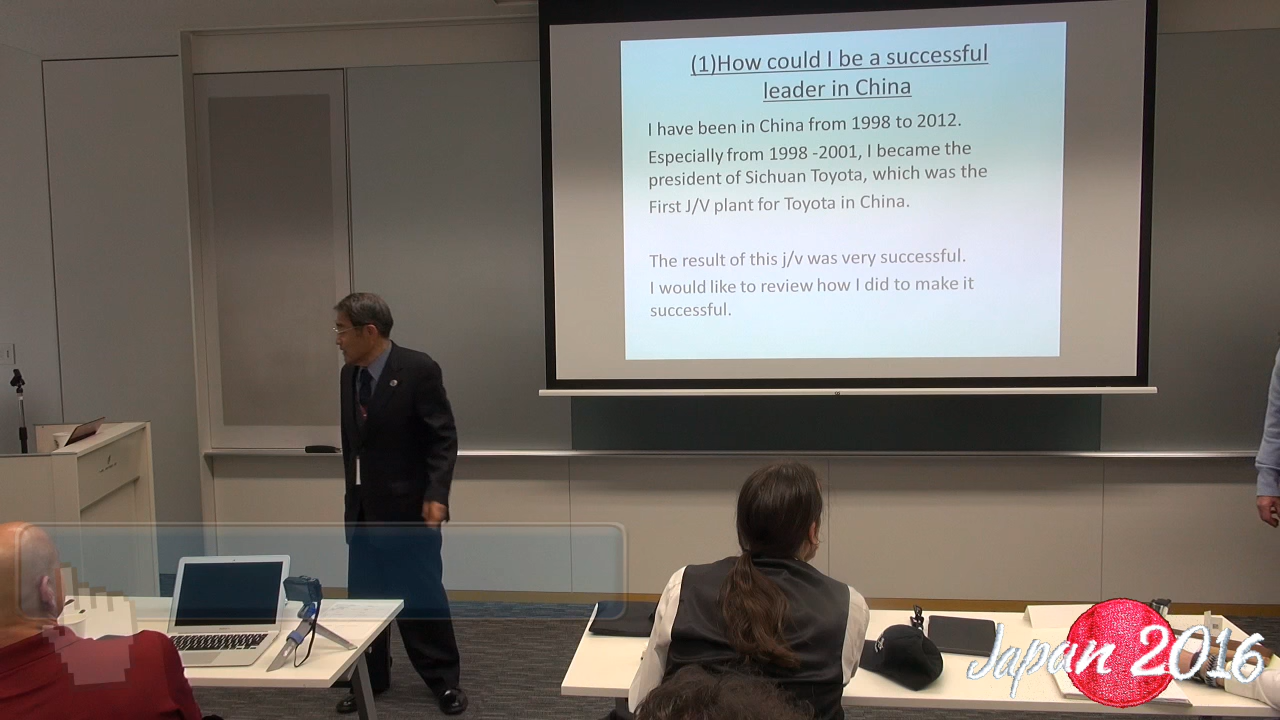 (1)How could I be a successful
leader in China
I have been in China from 1998 to 2012.
Especially from 1998 -2001, I became the
president of Sichuan Toyota, which was the
First J/V plant for Toyota in China.
The result of this j/v was very successful.
I would like to review how I did to make it
successful.
Japan 2016